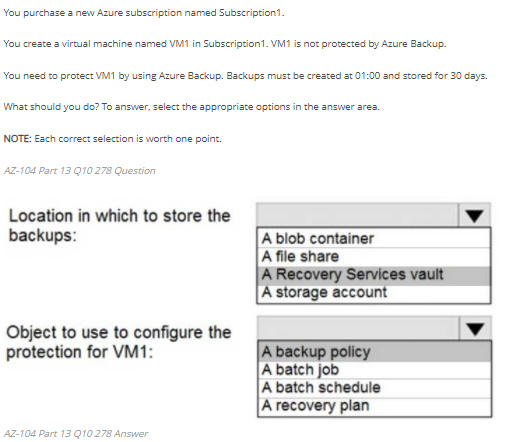 You purchase a new Azure subscription named Subscription1.
You create a virtual machine named VM1 in Subscription1. VM1 is not protected by Azure Backup.
You need to protect VM1 by using Azure Backup. Backups must be created at 01:00 and stored for 30 days.
What should you do? To answer, select the appropriate options in the answer area.
NOTE: Each correct selection is worth one point.
AZ-104 Part 13 Q10 278 Question
Location in which to store the
backups:
A blob container
A file share
A Recovery Services vault
A storage account
Object to use to configure the
protection for VM1:
A backup policy
A batch job
A batch schedule
A recovery plan
AZ-104 Part 13 Q10 278 Answer